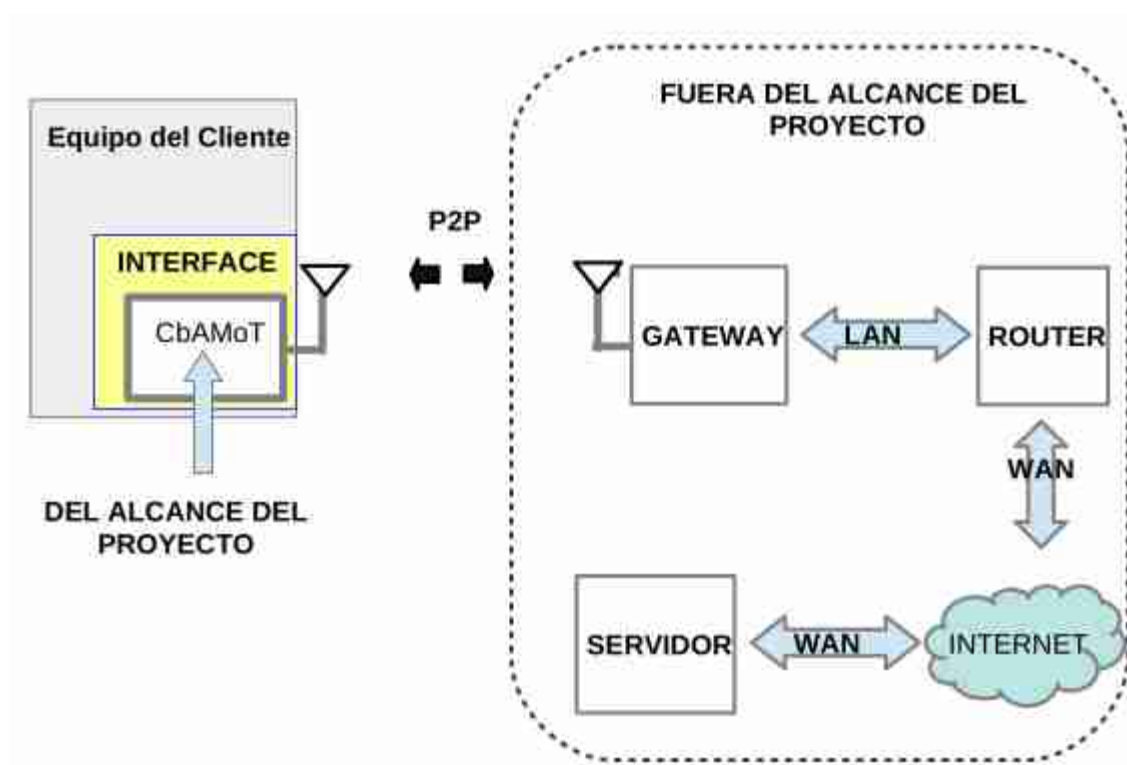 FUERA DEL ALCANCE DEL
PROYECTO
Equipo del Cliente
P2P
INTERFACE
CbAMoT
GATEWAY
LAN
ROUTER
WAN
DEL ALCANCE DEL
PROYECTO
SERVIDOR
WAN
INTERNET